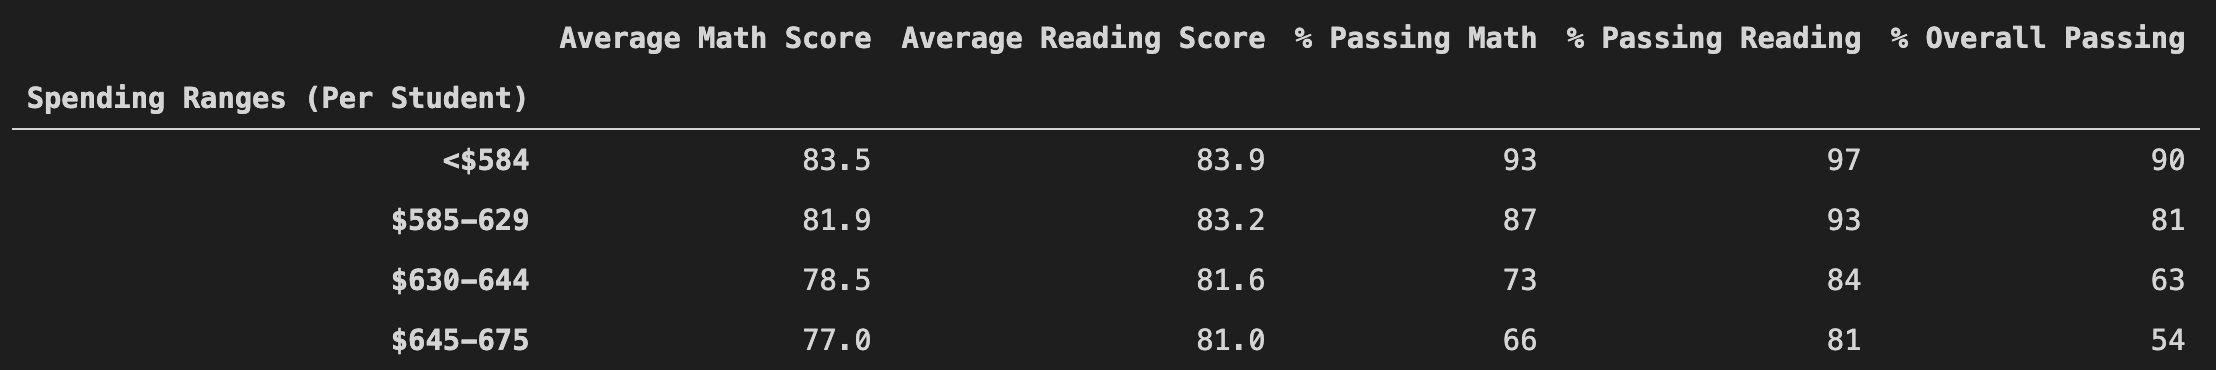 Average Math Score Average Reading Score % Passing Math % Passing Reading % Overall Passing
Spending Ranges (Per Student)
<$584 83.5 83.9 93 97 90
$585-629 81.9 83.2 87 93 81
$630-644 78.5 81.6 73 84 63
$645-675 77.0 81.0 66 81 54